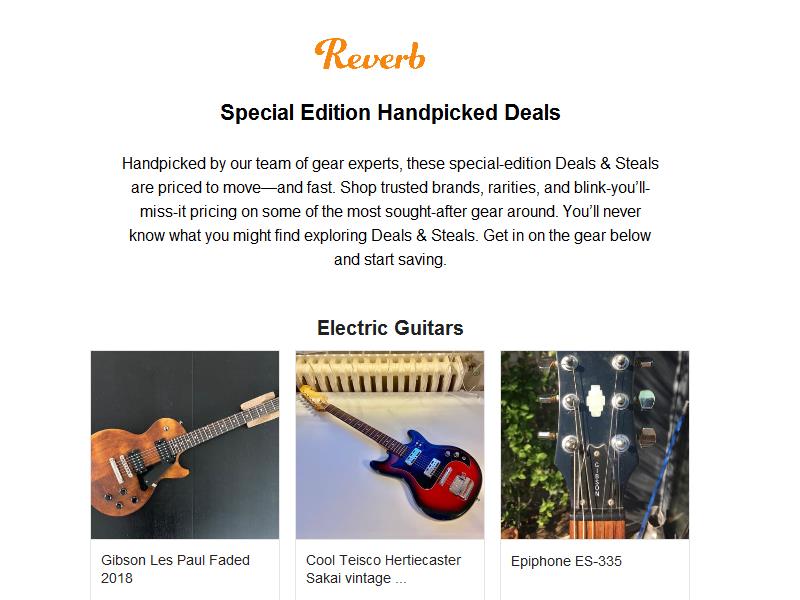 Reverb
Special Edition Handpicked Deals
Handpicked by our team of gear experts, these special-edition Deals & Steals
are priced to move—and fast. Shop trusted brands, rarities, and blink-you'll-
miss-it pricing on some of the most sought-after gear around. You'll never
know what you might find exploring Deals & Steals. Get in on the gear below
and start saving.
Electric Guitars
GIBSON
Gibson Les Paul Faded
2018
Cool Teisco Hertiecaster
Sakai vintage ...
Epiphone ES-335